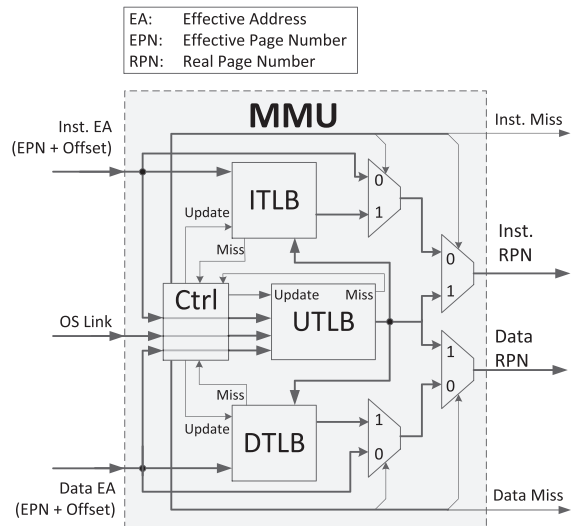 EA: Effective Address
EPN: Effective Page Number
RPN: Real Page Number
MMU
Inst. EA
(EPN + Offset)
Inst. Miss
ITLB
0
1
Update
Miss
Inst.
RPN
0
1
Ctrl
Update
Miss
UTLB
OS Link
Data
RPN
1
0
Miss
Update
DTLB
1
0
Data EA
(EPN + Offset)
Data Miss